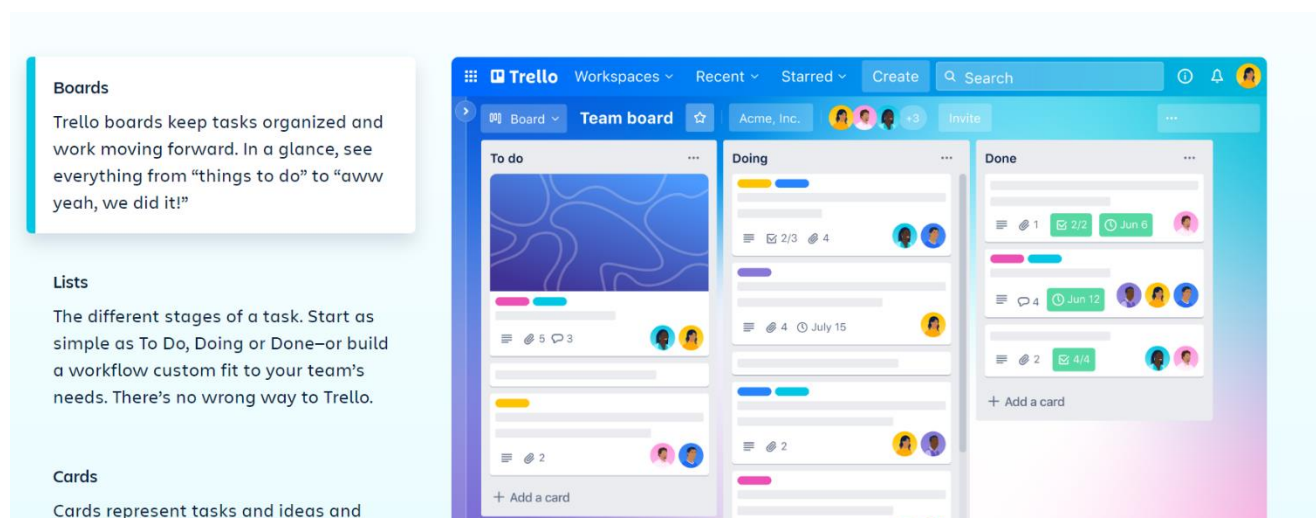 Boards
Trello boards keep tasks organized and
work moving forward. In a glance, see
everything from “things to do” to “aww
yeah, we did it!”
Lists
The different stages of a task. Start as
simple as To Do, Doing or Done—or build
a workflow custom fit to your team’s
needs. There’s no wrong way to Trello.
Cards
Cards represent tasks and ideas and
Trello Workspaces Recent Starred Create Search
Board Team board Acme, Inc. +3 Invite
To do
5 3
2
+ Add a card
Doing
2/3 4
4 July 15
2
Done
1 2/2 Jun 6
4 Jun 12
2 4/4
+ Add a card